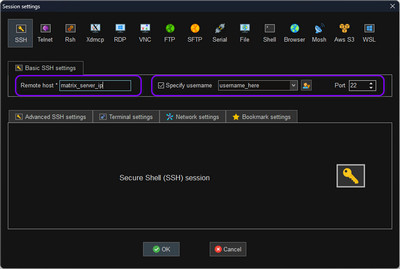 Session settings
SSH Telnet Rsh Xdmcp RDP VNC FTP SFTP Serial File Shell Browser Mosh Aws S3 WSL
Basic SSH settings
Remote host * matrix_server_ip Specify username username_here Port 22
Advanced SSH settings Terminal settings Network settings Bookmark settings
Secure Shell (SSH) session
OK Cancel